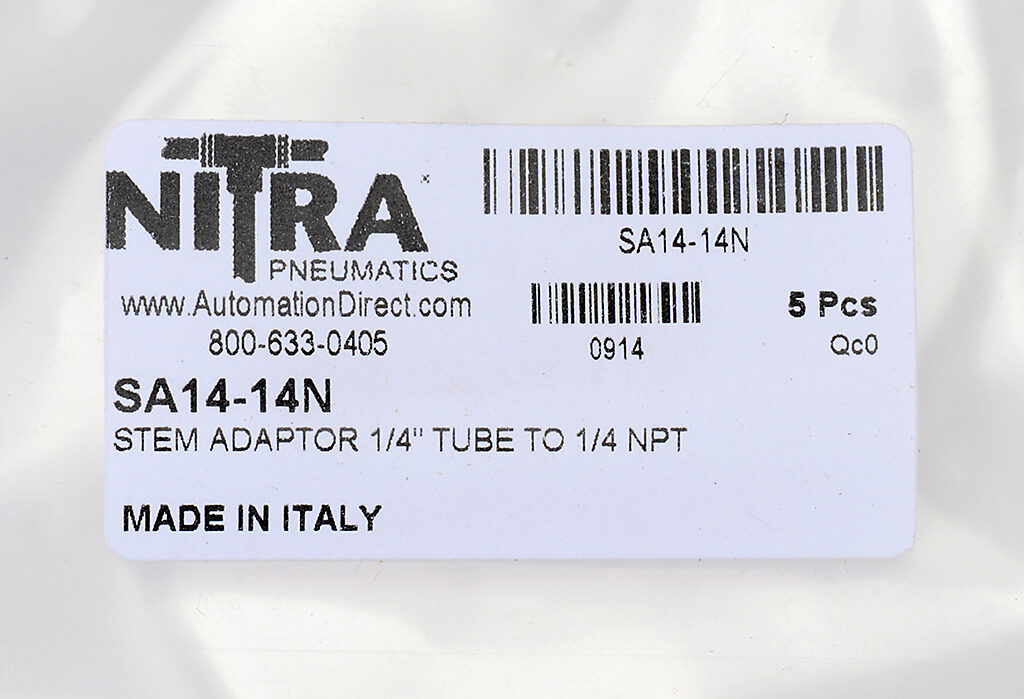 NITRA
PNEUMATICS
www.AutomationDirect.com
800-633-0405
SA14-14N
0914
5 Pcs
Qc0
SA14-14N
STEM ADAPTOR 1/4" TUBE TO 1/4 NPT
MADE IN ITALY